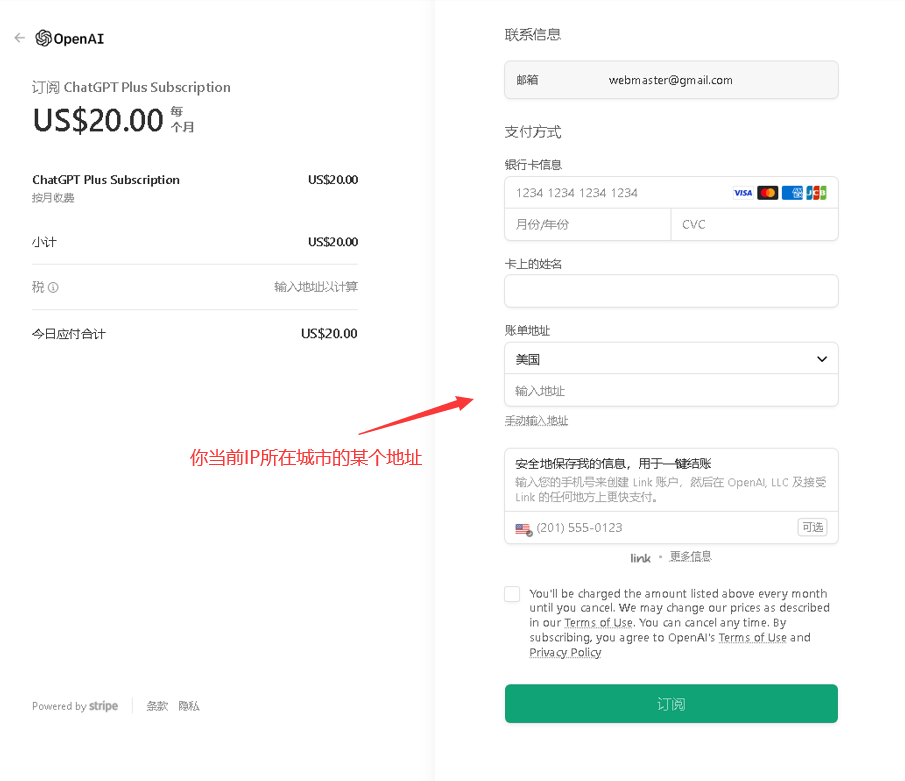 OpenAI
订阅 ChatGPT Plus Subscription
US$20.00 每
个月
ChatGPT Plus Subscription US$20.00
按月收费
小计 US$20.00
税 输入地址以计算
今日应付合计 US$20.00
你当前IP所在城市的某个地址
Powered by stripe 条款 隐私
联系信息
邮箱 webmaster@gmail.com
支付方式
银行卡信息
1234 1234 1234 1234 VISA AMEX JCB
月份/年份 CVC
卡上的姓名
账单地址
美国
输入地址
手动输入地址
安全地保存我的信息，用于一键结账
输入您的手机号来创建 Link 账户，然后在 OpenAI, LLC 及接受
Link 的任何地方上更快支付。
(201) 555-0123 可选
link • 更多信息
You'll be charged the amount listed above every month
until you cancel. We may change our prices as described
in our Terms of Use. You can cancel any time. By
subscribing, you agree to OpenAI's Terms of Use and
Privacy Policy
订阅